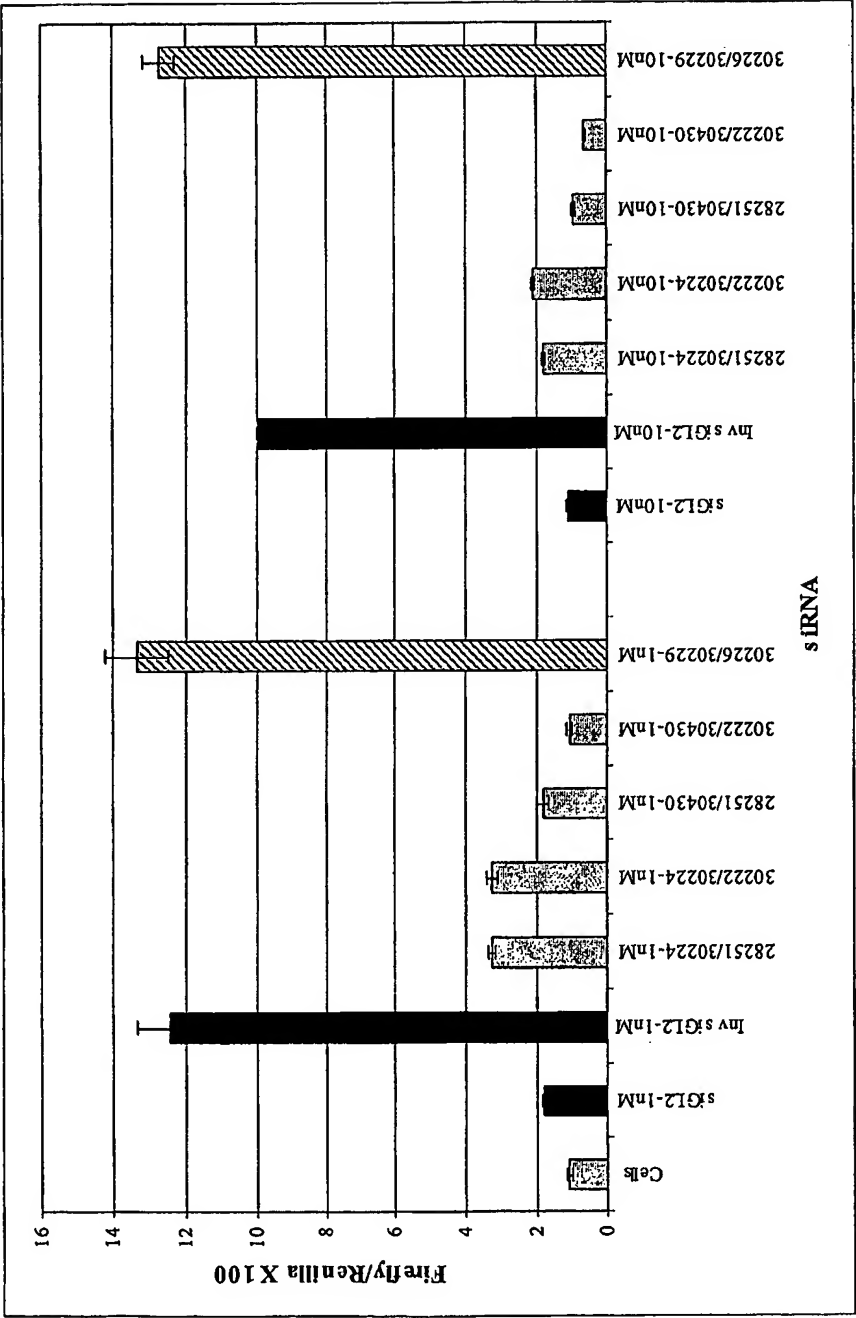 Firefly/Renilla X 100
16
14
12
10
8
6
4
2
0
Cells
siGL2-1nM
Inv siGL2-1nM
28251/30224-1nM
30222/30224-1nM
28251/30430-1nM
30222/30430-1nM
30226/30229-1nM
siGL2-10nM
Inv siGL2-10nM
28251/30224-10nM
30222/30224-10nM
28251/30430-10nM
30222/30430-10nM
30226/30229-10nM
siRNA